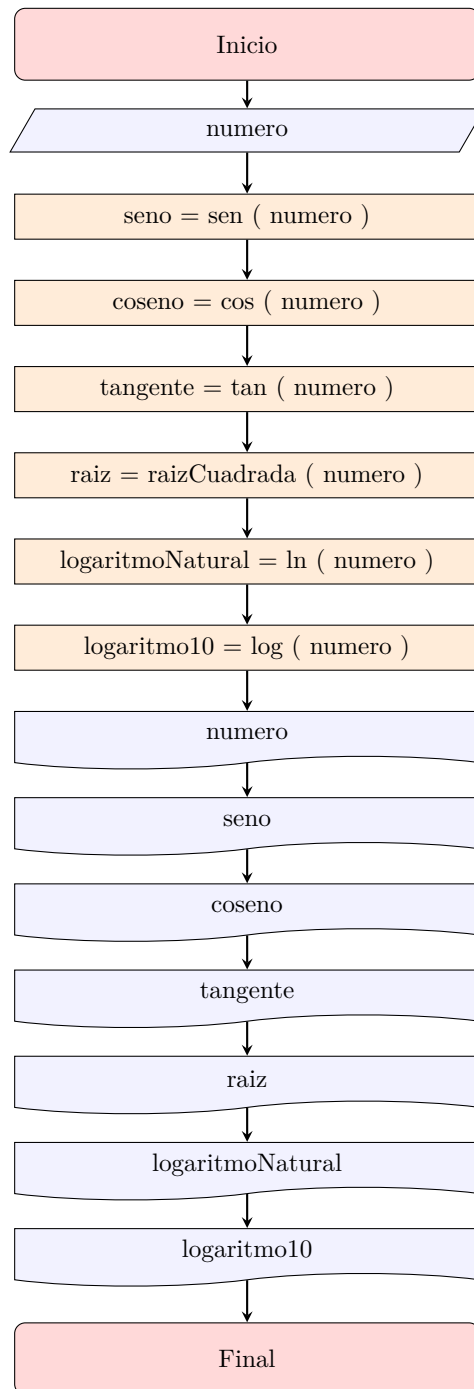 Inicio
numero
seno = sen ( numero )
coseno = cos ( numero )
tangente = tan ( numero )
raiz = raizCuadrada ( numero )
logaritmoNatural = ln ( numero )
logaritmo10 = log ( numero )
numero
seno
coseno
tangente
raiz
logaritmoNatural
logaritmo10
Final